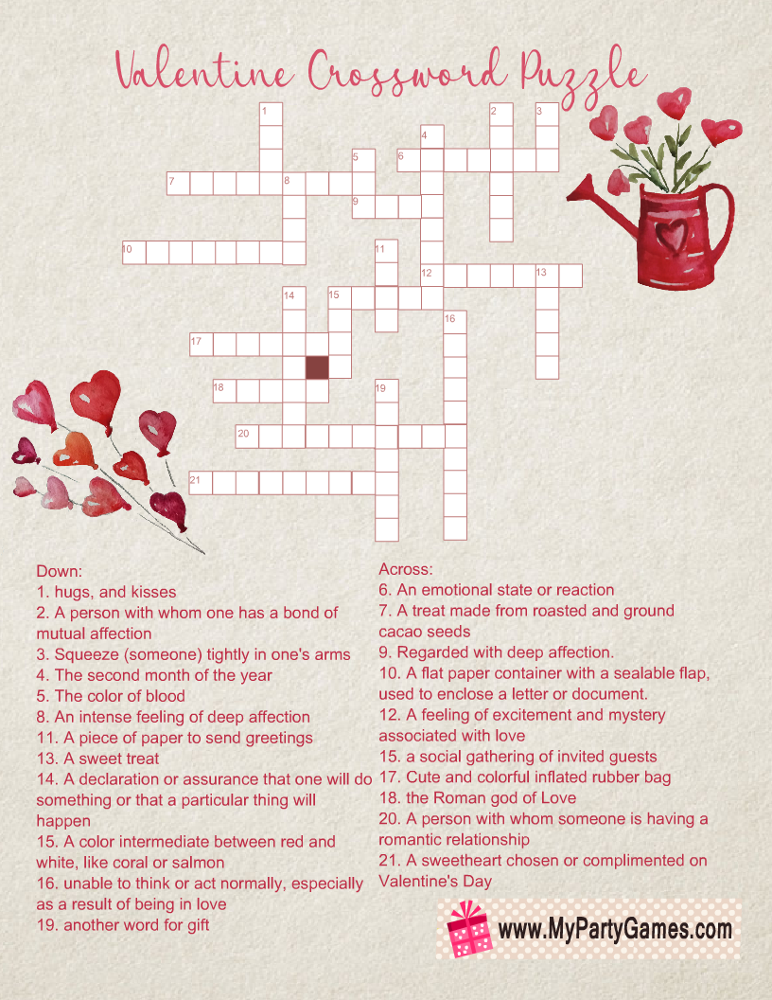 Valentine Crossword Puzzle
1
2
3
4
5
6
7
8
9
10
11
12
13
14
15
16
17
18
19
20
21
Down:
1. hugs, and kisses
2. A person with whom one has a bond of
mutual affection
3. Squeeze (someone) tightly in one's arms
4. The second month of the year
5. The color of blood
8. An intense feeling of deep affection
11. A piece of paper to send greetings
13. A sweet treat
14. A declaration or assurance that one will do
something or that a particular thing will
happen
15. A color intermediate between red and
white, like coral or salmon
16. unable to think or act normally, especially
as a result of being in love
19. another word for gift
Across:
6. An emotional state or reaction
7. A treat made from roasted and ground
cacao seeds
9. Regarded with deep affection.
10. A flat paper container with a sealable flap,
used to enclose a letter or document.
12. A feeling of excitement and mystery
associated with love
15. a social gathering of invited guests
17. Cute and colorful inflated rubber bag
18. the Roman god of Love
20. A person with whom someone is having a
romantic relationship
21. A sweetheart chosen or complimented on
Valentine's Day
www.MyPartyGames.com